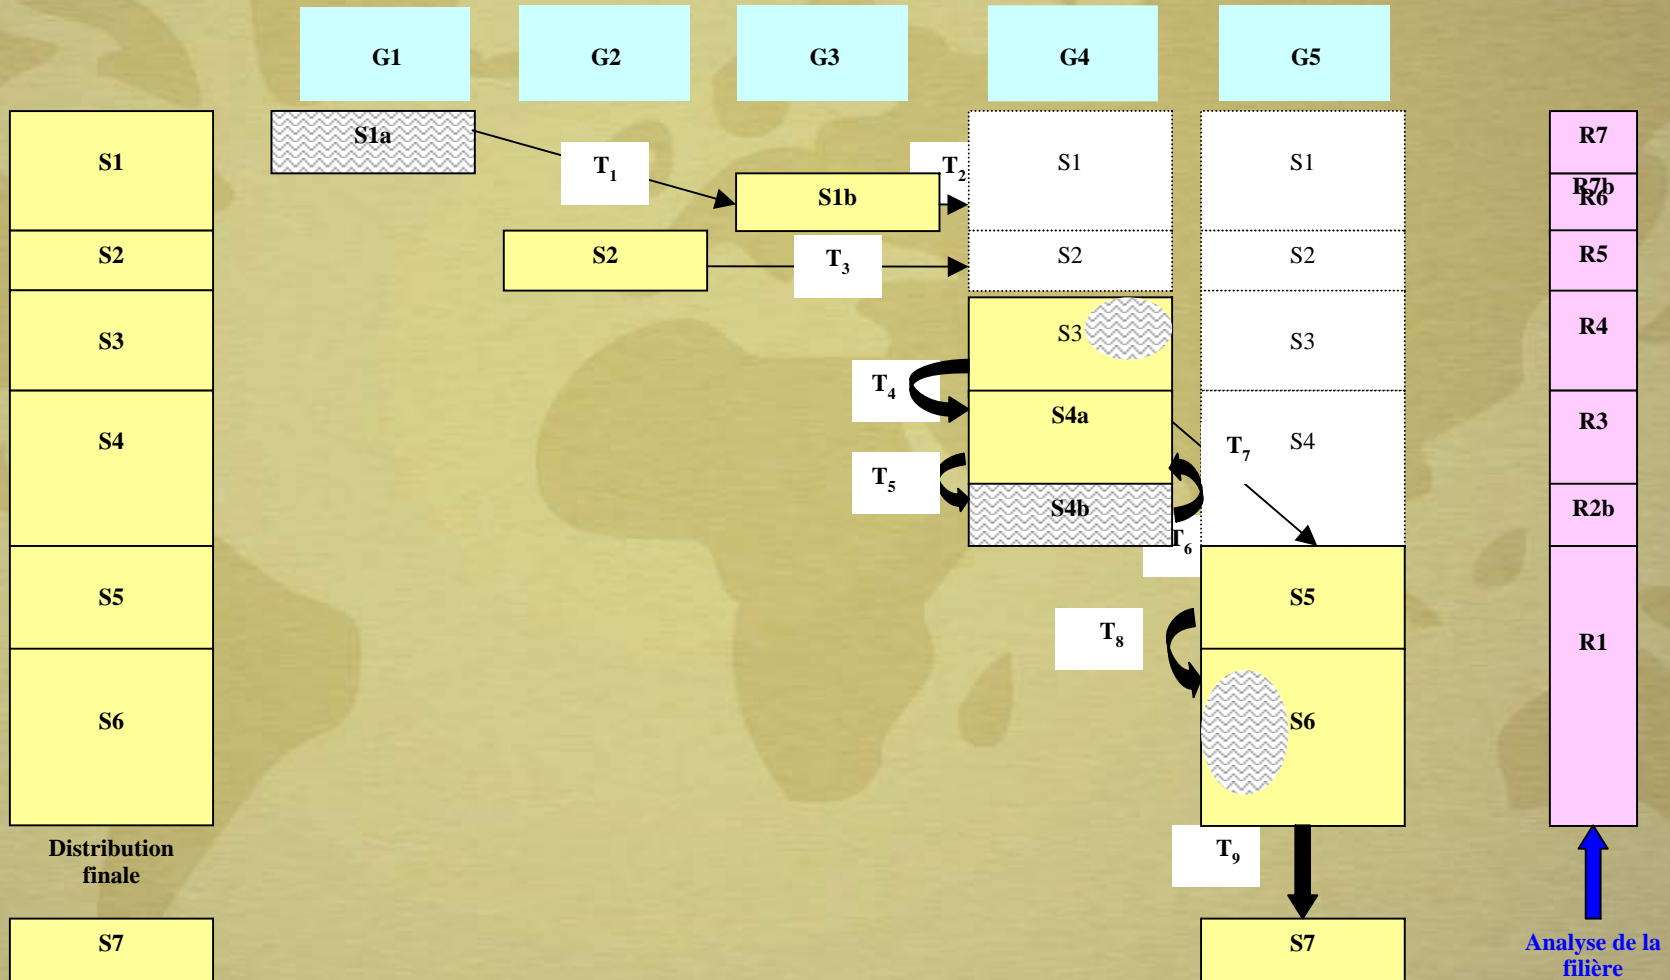 G1 G2 G3 G4 G5
S1 S1a T1 T2 S1 S1 R7
S1b R7b
R6
S2 S2 T3 S2 S2 R5
S3 S3 S3 R4
T4
S4 S4a T7 S4 R3
T5 S4b R2b
T6
S5 S5
T8 R1
S6 S6
Distribution T9
finale
S7 S7 Analyse de la
filière